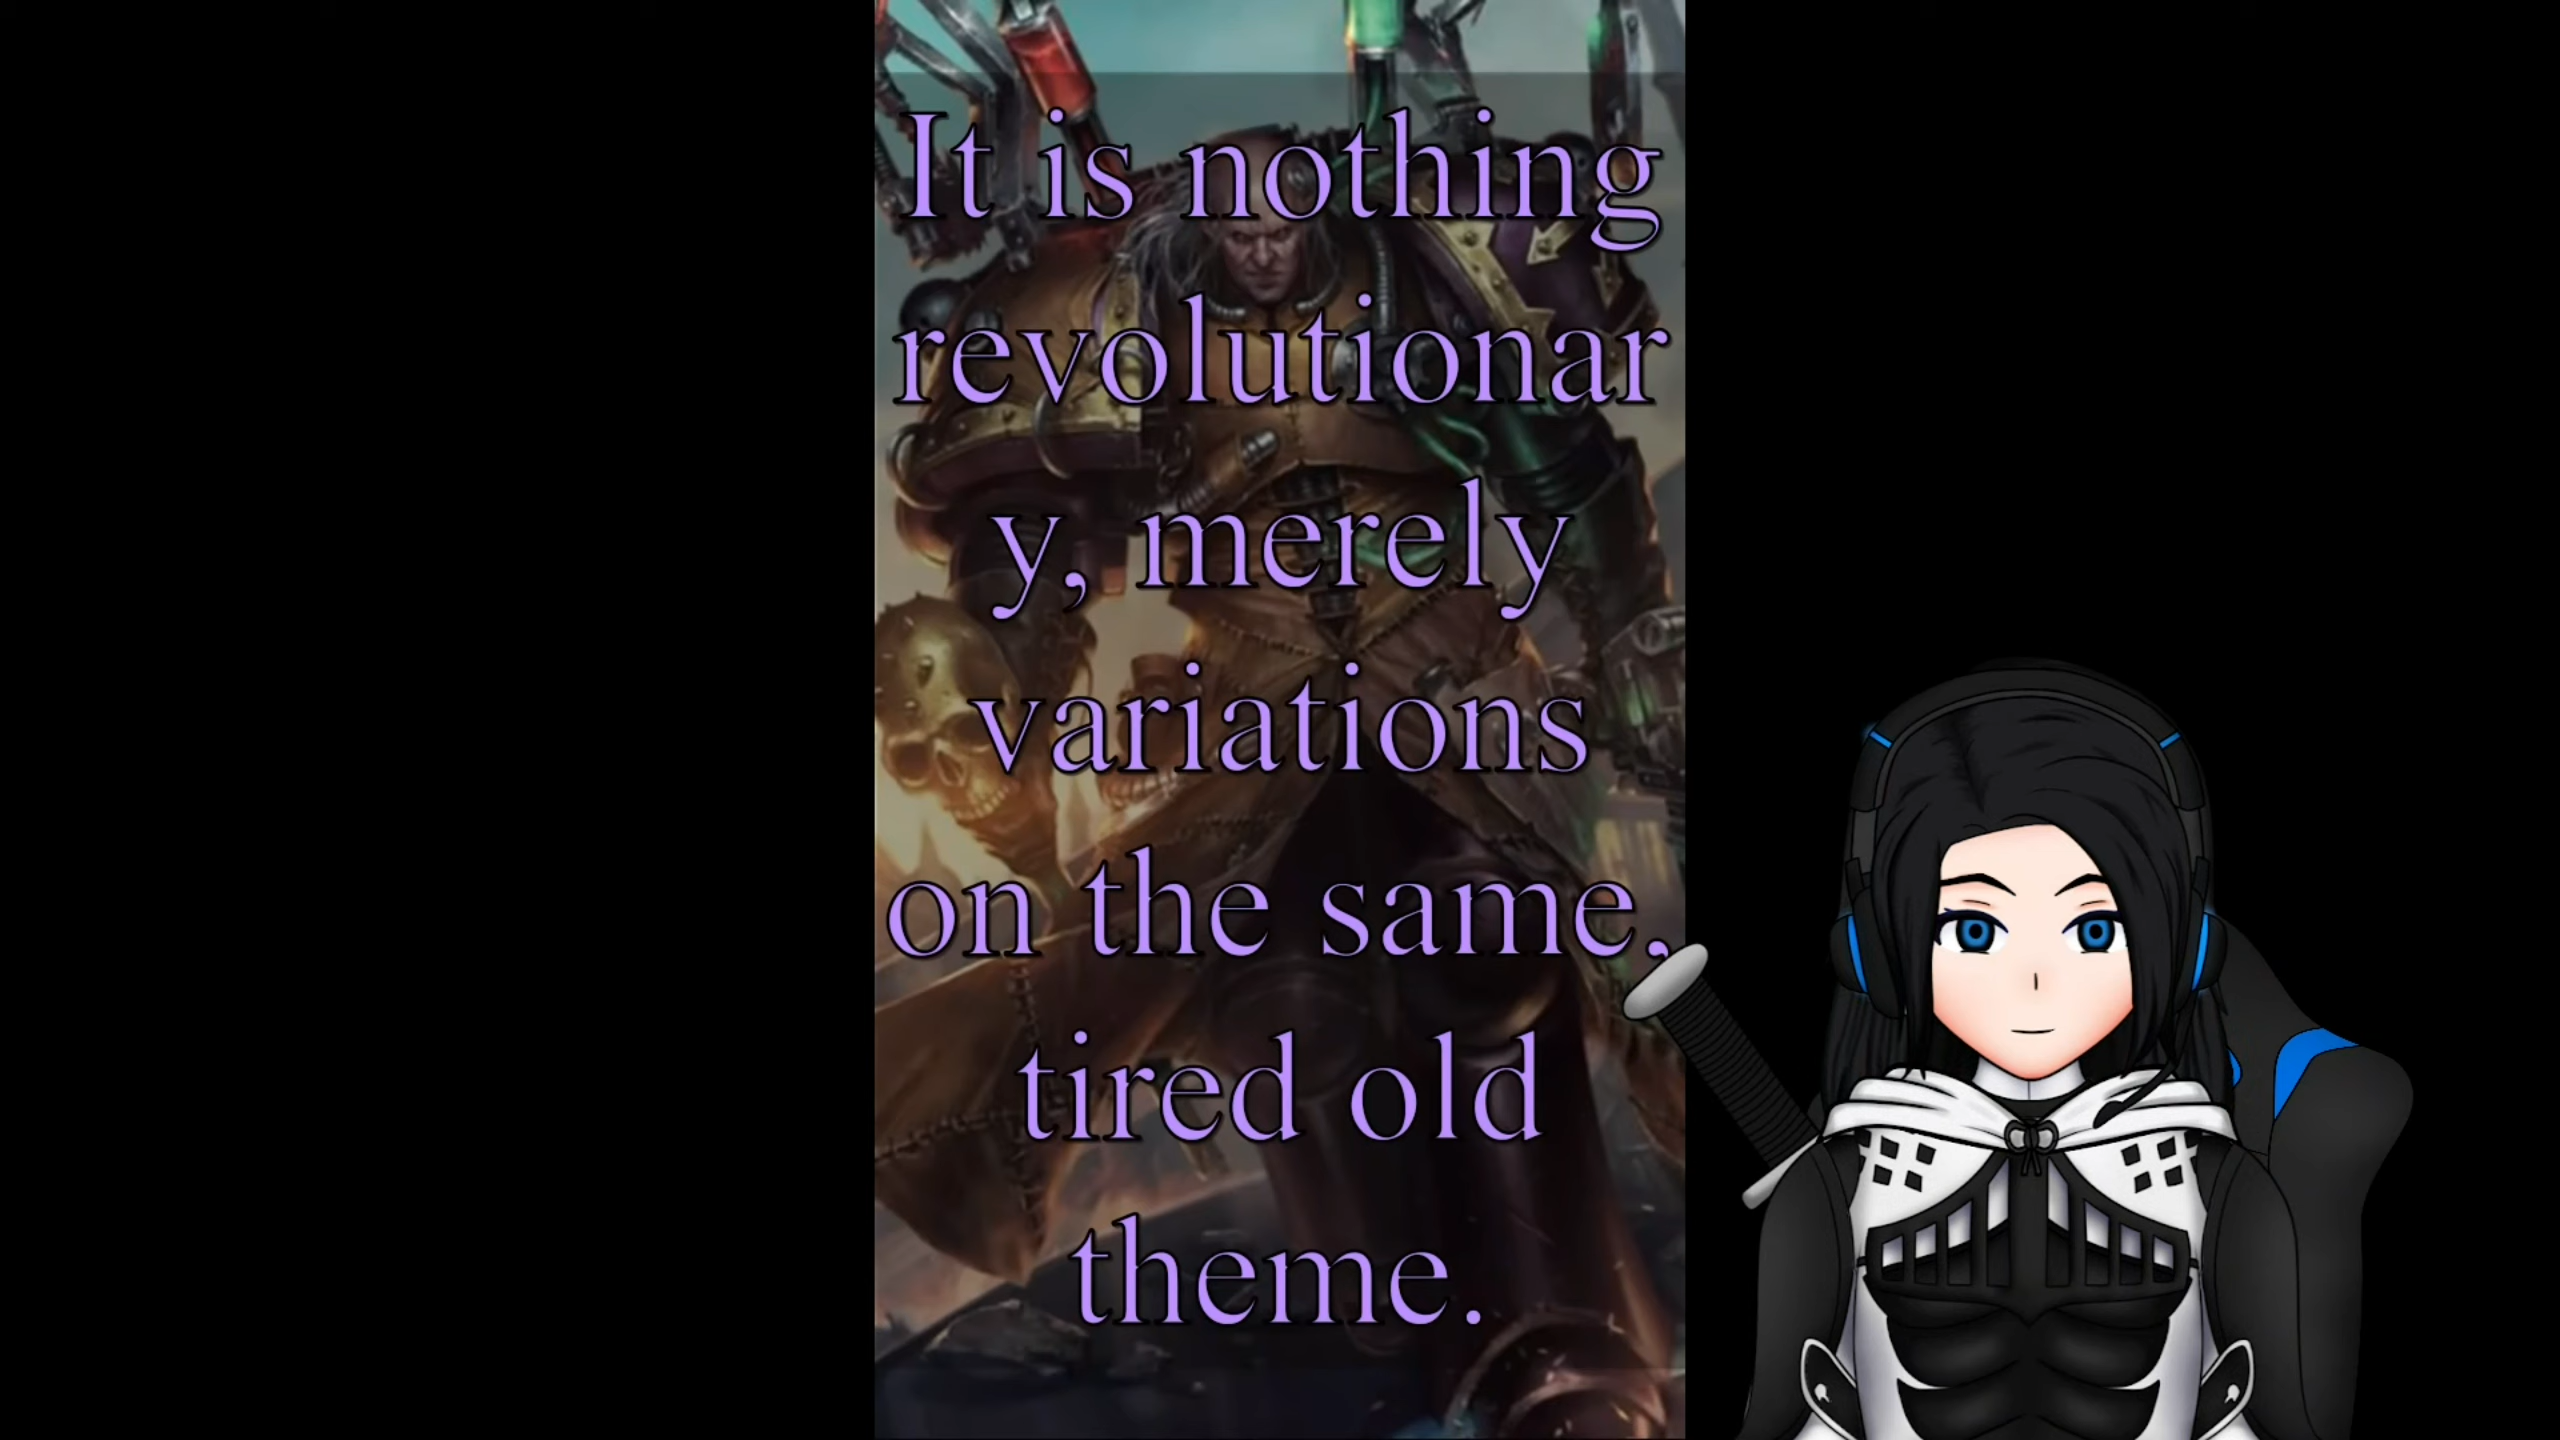 It is nothing
revolutionar
y, merely
variations
on the same,
tired old
theme.